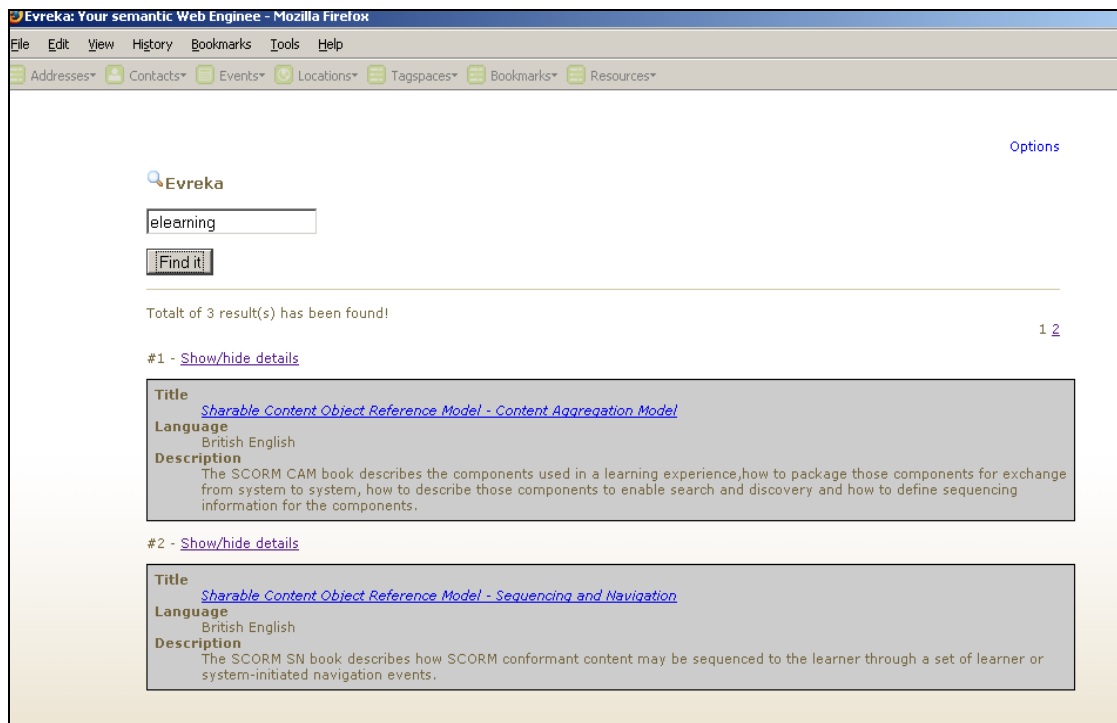 Evreka: Your semantic Web Enginee - Mozilla Firefox
File Edit View History Bookmarks Tools Help
Addresses Contacts Events Locations Tagspaces Bookmarks Resources
Options
Evreka
elearning
Find it
Totalt of 3 result(s) has been found!
1 2
#1 - Show/hide details
Title
Sharable Content Object Reference Model - Content Aggregation Model
Language
British English
Description
The SCORM CAM book describes the components used in a learning experience,how to package those components for exchange
from system to system, how to describe those components to enable search and discovery and how to define sequencing
information for the components.
#2 - Show/hide details
Title
Sharable Content Object Reference Model - Sequencing and Navigation
Language
British English
Description
The SCORM SN book describes how SCORM conformant content may be sequenced to the learner through a set of learner or
system-initiated navigation events.